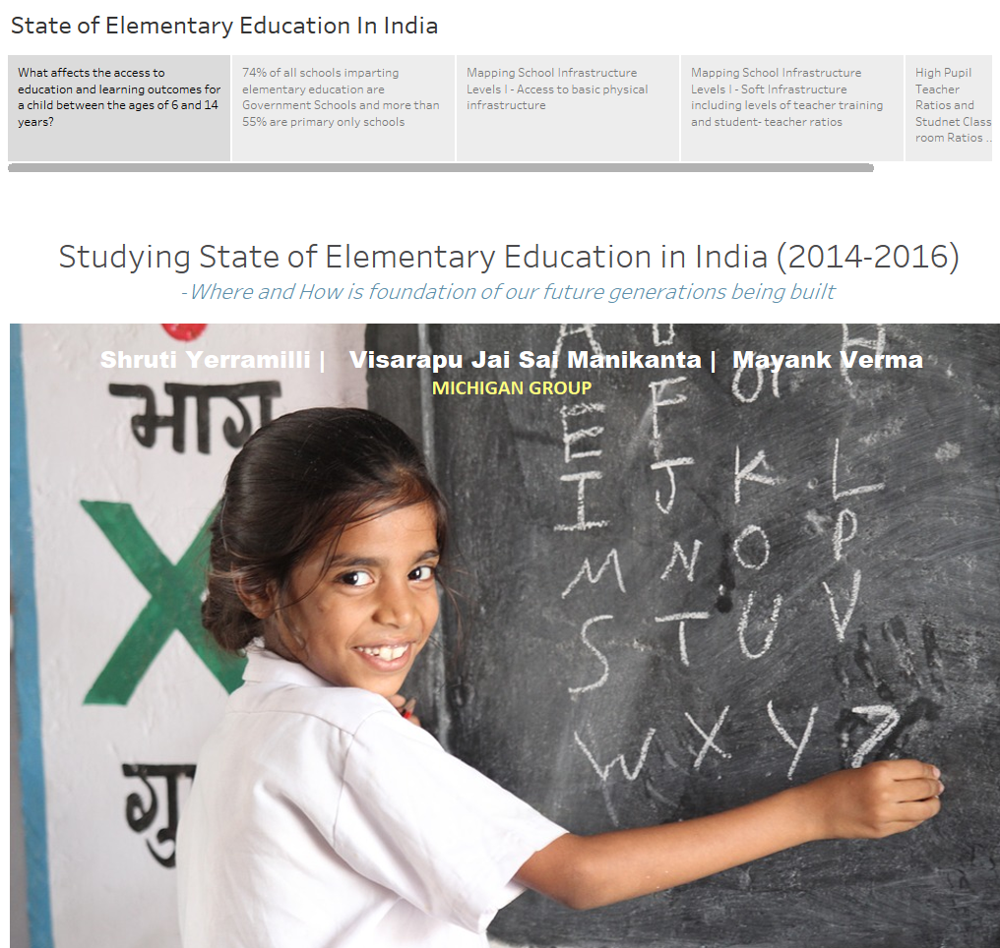 State of Elementary Education In India
What affects the access to
education and learning outcomes for
a child between the ages of 6 and 14
years?
74% of all schools imparting
elementary education are
Government Schools and more than
55% are primary only schools
Mapping School Infrastructure
Levels I - Access to basic physical
infrastructure
Mapping School Infrastructure
Levels I - Soft Infrastructure
including levels of teacher training
and student- teacher ratios
High Pupil
Teacher
Ratios and
Studnet Class
room Ratios ..
Studying State of Elementary Education in India (2014-2016)
-Where and How is foundation of our future generations being built
Shruti Yerramilli | Visarapu Jai Sai Manikanta | Mayank Verma
MICHIGAN GROUP
भाग
X
गु
E F
I J K L
M N O P
S T U V
W X Y Z